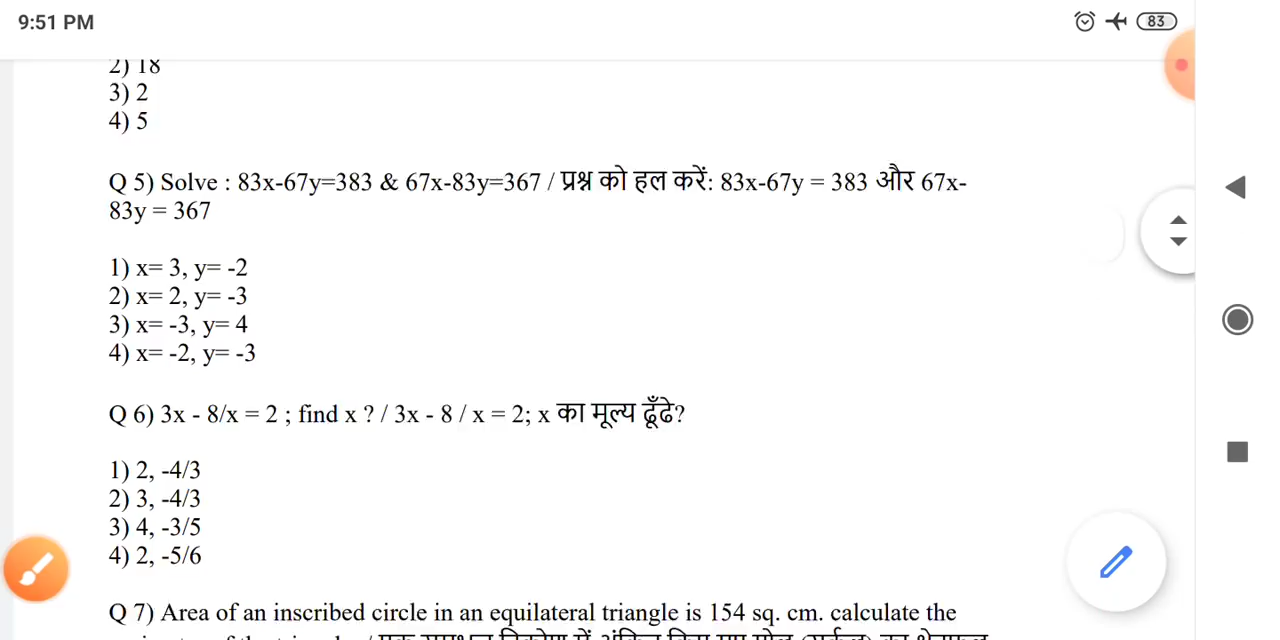 9:51 PM
83
2) 18
3) 2
4) 5
Q 5) Solve : 83x-67y=383 & 67x-83y=367 / प्रश्न को हल करें: 83x-67y = 383 और 67x-
83y = 367
1) x= 3, y= -2
2) x= 2, y= -3
3) x= -3, y= 4
4) x= -2, y= -3
Q 6) 3x - 8/x = 2 ; find x ? / 3x - 8 / x = 2; x का मूल्य ढूँढे?
1) 2, -4/3
2) 3, -4/3
3) 4, -3/5
4) 2, -5/6
Q 7) Area of an inscribed circle in an equilateral triangle is 154 sq. cm. calculate the